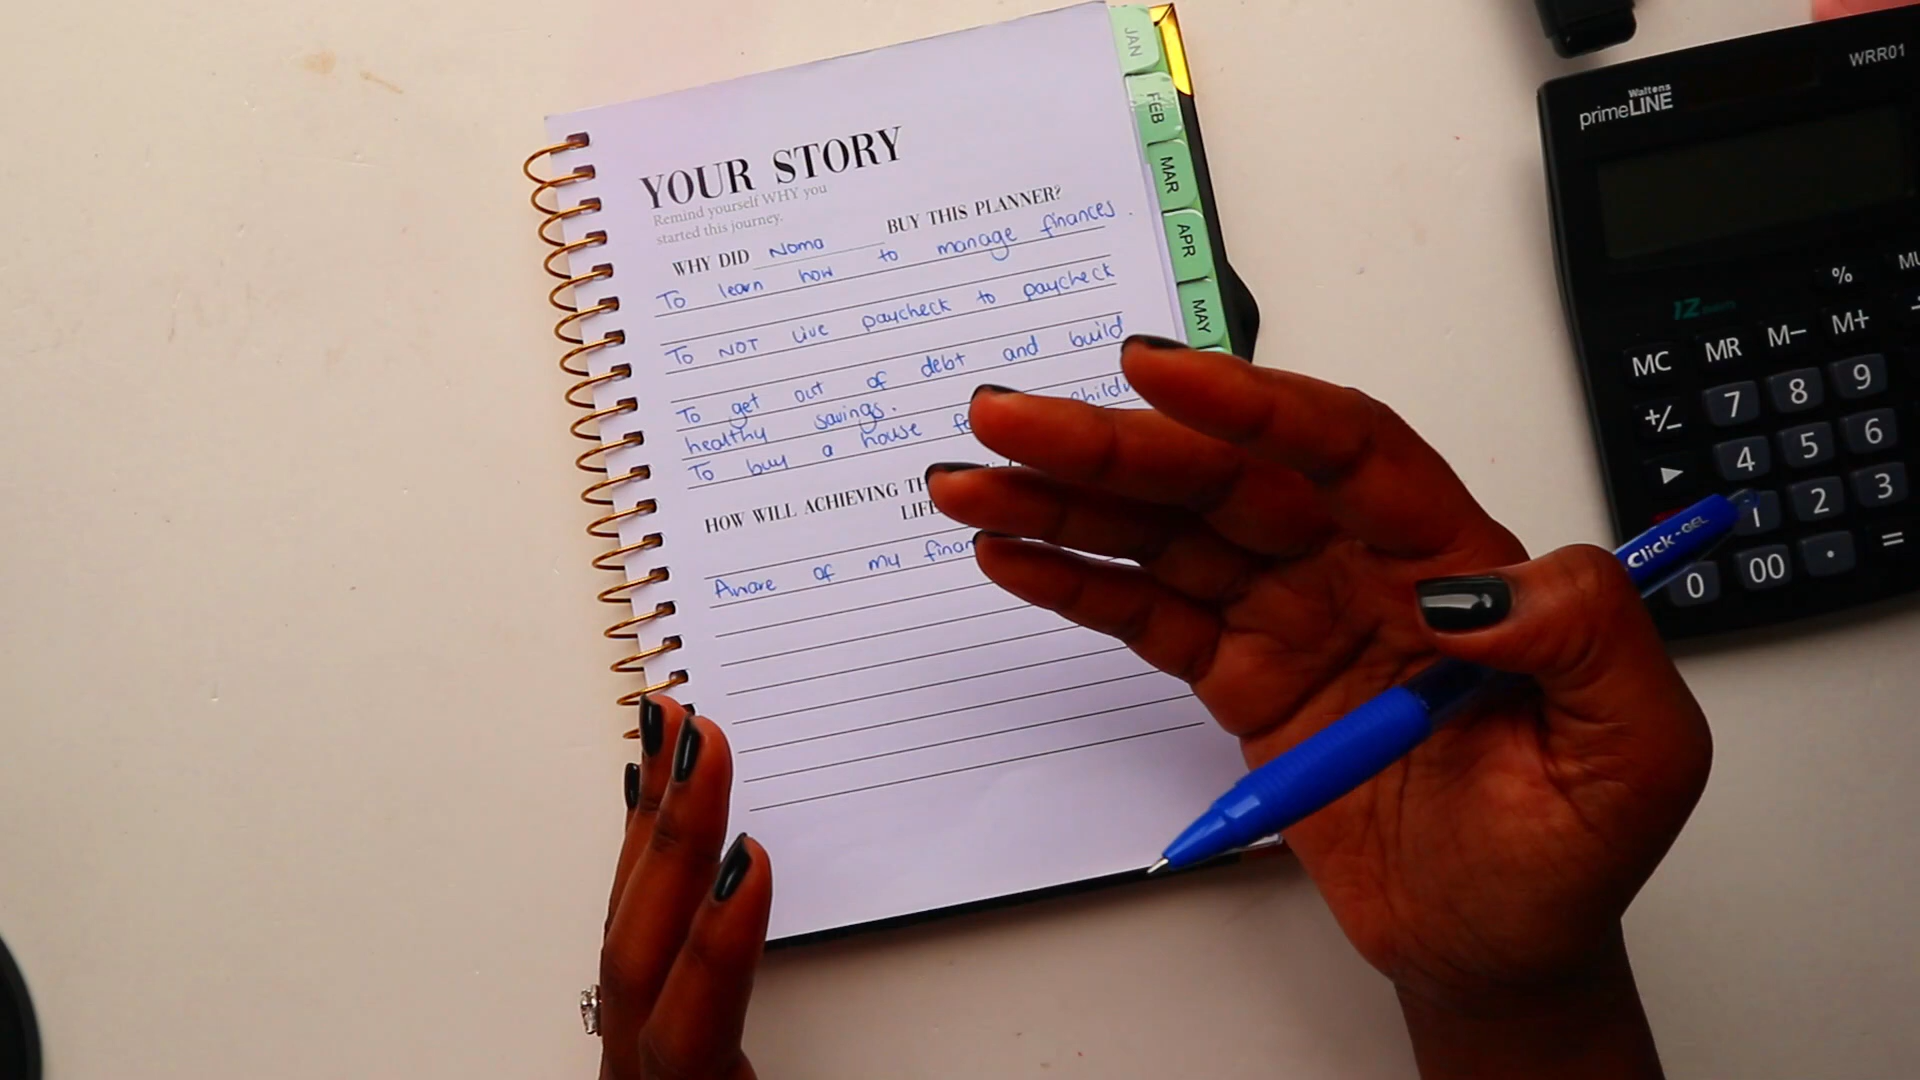 YOUR STORY
Remind yourself WHY you
started this journey.
WHY DID Noma BUY THIS PLANNER?
To learn how to manage finances.
To NOT live paycheck to paycheck
To get out of debt and build
healthy savings.
To buy a house
HOW WILL ACHIEVING
LIFE
Aware of my
JAN
FEB
MAR
APR
MAY
Waltons
primeLINE
WRR01
12
%
MC MR M− M+
+/− 7 8 9
▶ 4 5 6
1 2 3
0 00 . =
Click-GEL